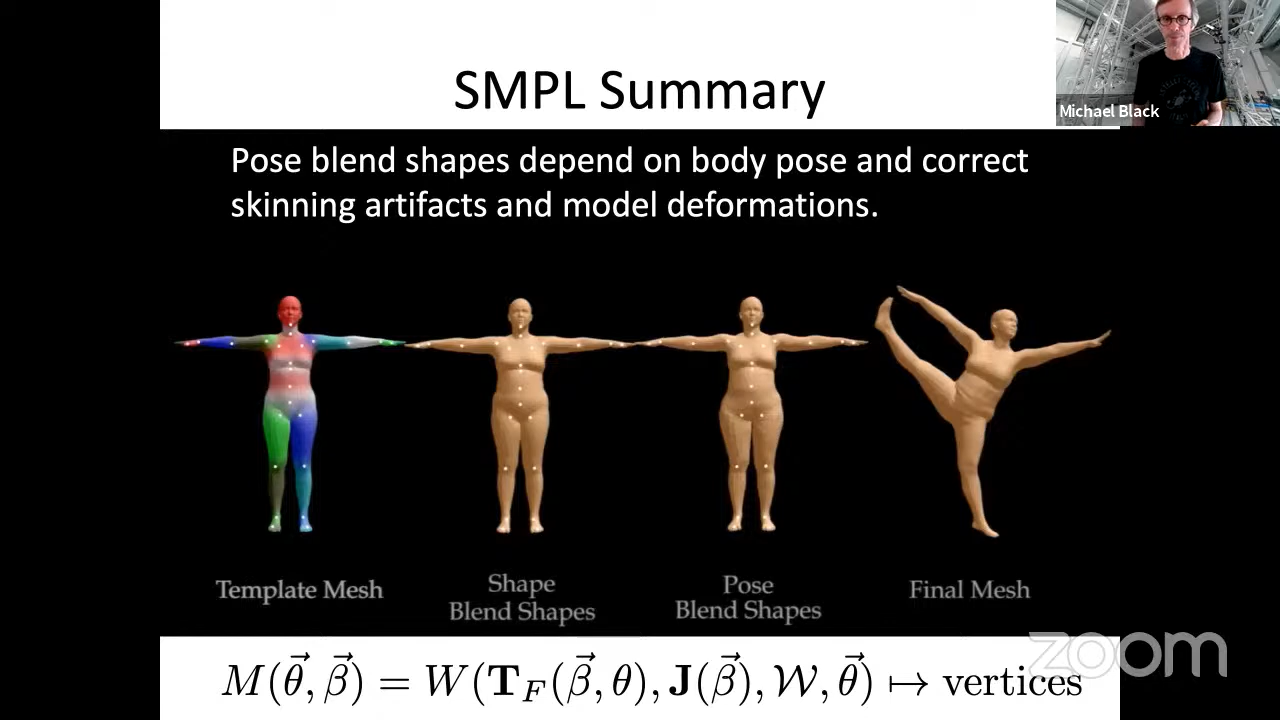 SMPL Summary
Michael Black
Pose blend shapes depend on body pose and correct
skinning artifacts and model deformations.
Template Mesh
Shape
Blend Shapes
Pose
Blend Shapes
Final Mesh
M(θ⃗, β⃗) = W(T_F(β⃗, θ), J(β⃗), 𝒲, θ⃗) ↦ vertices
zoom